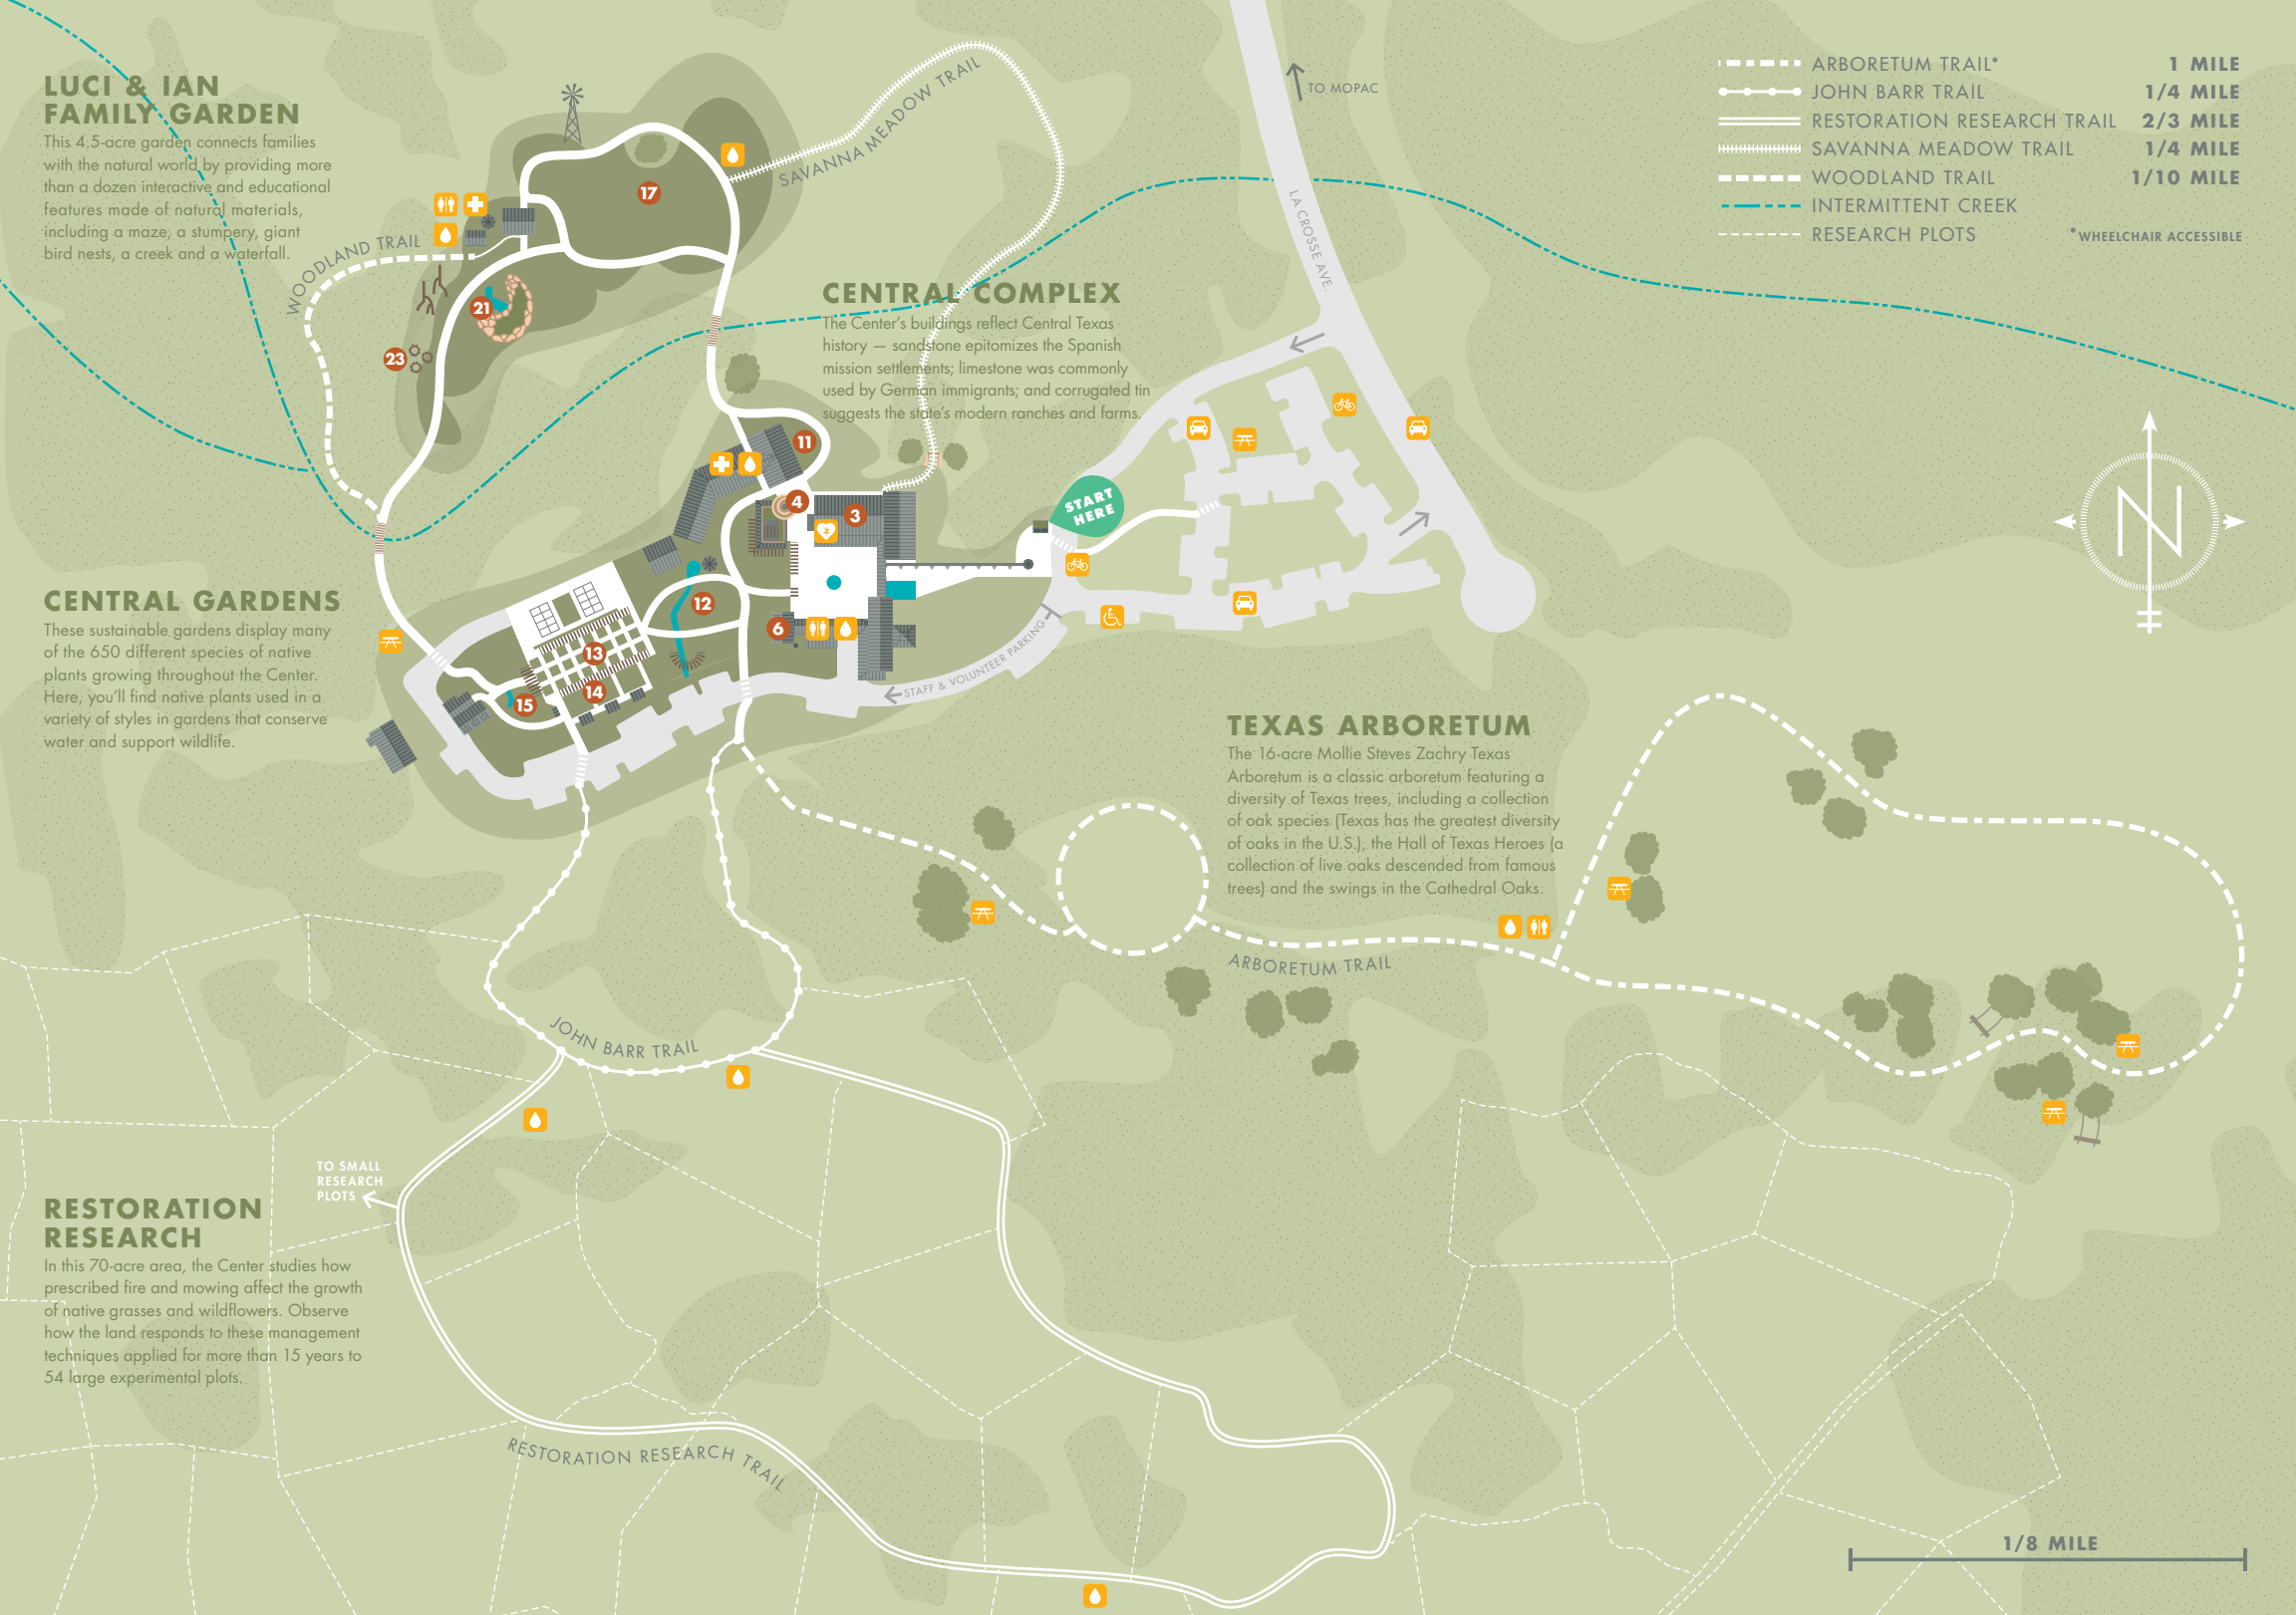 LUCI & IAN
FAMILY GARDEN
This 4.5-acre garden connects families
with the natural world by providing more
than a dozen interactive and educational
features made of natural materials,
including a maze, a stumpery, giant
bird nests, a creek and a waterfall.
WOODLAND TRAIL
SAVANNA MEADOW TRAIL
17
21
23
TO MOPAC
LA CROSSE AVE.
ARBORETUM TRAIL* 1 MILE
JOHN BARR TRAIL 1/4 MILE
RESTORATION RESEARCH TRAIL 2/3 MILE
SAVANNA MEADOW TRAIL 1/4 MILE
WOODLAND TRAIL 1/10 MILE
INTERMITTENT CREEK
RESEARCH PLOTS *WHEELCHAIR ACCESSIBLE
CENTRAL COMPLEX
The Center's buildings reflect Central Texas
history — sandstone epitomizes the Spanish
mission settlements; limestone was commonly
used by German immigrants; and corrugated tin
suggests the state's modern ranches and farms.
11
4
3
START
HERE
N
12
6
13
14
15
STAFF & VOLUNTEER PARKING
CENTRAL GARDENS
These sustainable gardens display many
of the 650 different species of native
plants growing throughout the Center.
Here, you'll find native plants used in a
variety of styles in gardens that conserve
water and support wildlife.
TEXAS ARBORETUM
The 16-acre Mollie Steves Zachry Texas
Arboretum is a classic arboretum featuring a
diversity of Texas trees, including a collection
of oak species (Texas has the greatest diversity
of oaks in the U.S.), the Hall of Texas Heroes (a
collection of live oaks descended from famous
trees) and the swings in the Cathedral Oaks.
ARBORETUM TRAIL
JOHN BARR TRAIL
TO SMALL
RESEARCH
PLOTS
RESTORATION
RESEARCH
In this 70-acre area, the Center studies how
prescribed fire and mowing affect the growth
of native grasses and wildflowers. Observe
how the land responds to these management
techniques applied for more than 15 years to
54 large experimental plots.
RESTORATION RESEARCH TRAIL
1/8 MILE